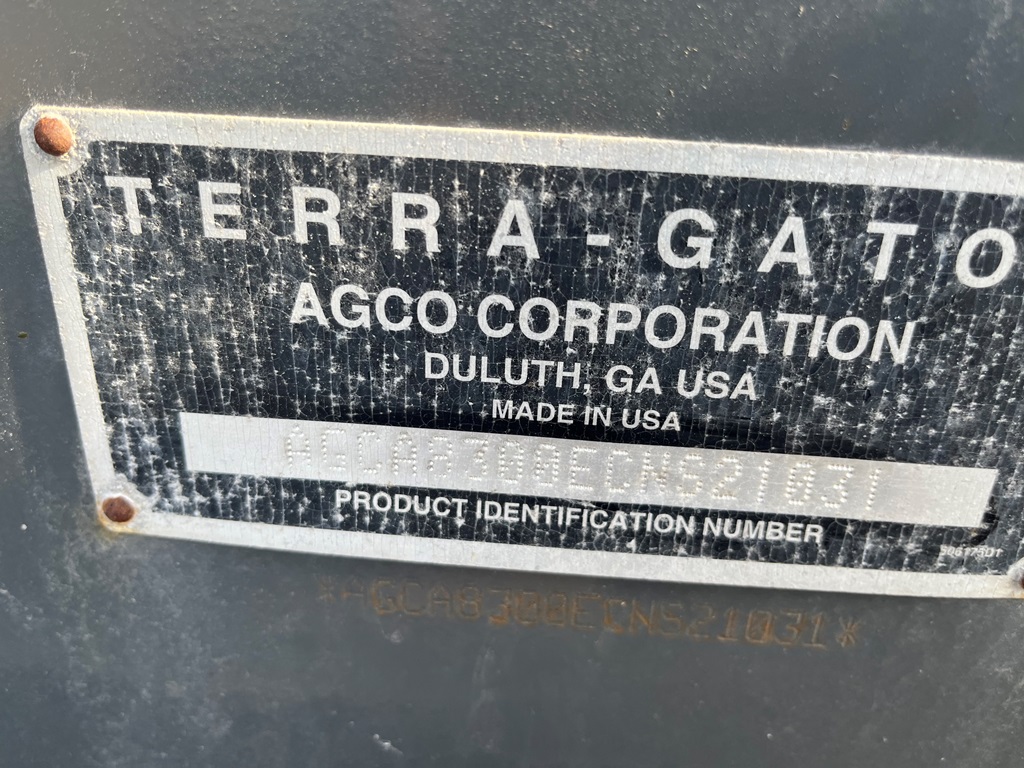 TERRA-GATO
AGCO CORPORATION
DULUTH, GA USA
MADE IN USA
AGCA8300ECNS21031
PRODUCT IDENTIFICATION NUMBER
*AGCA8300ECNS21031*